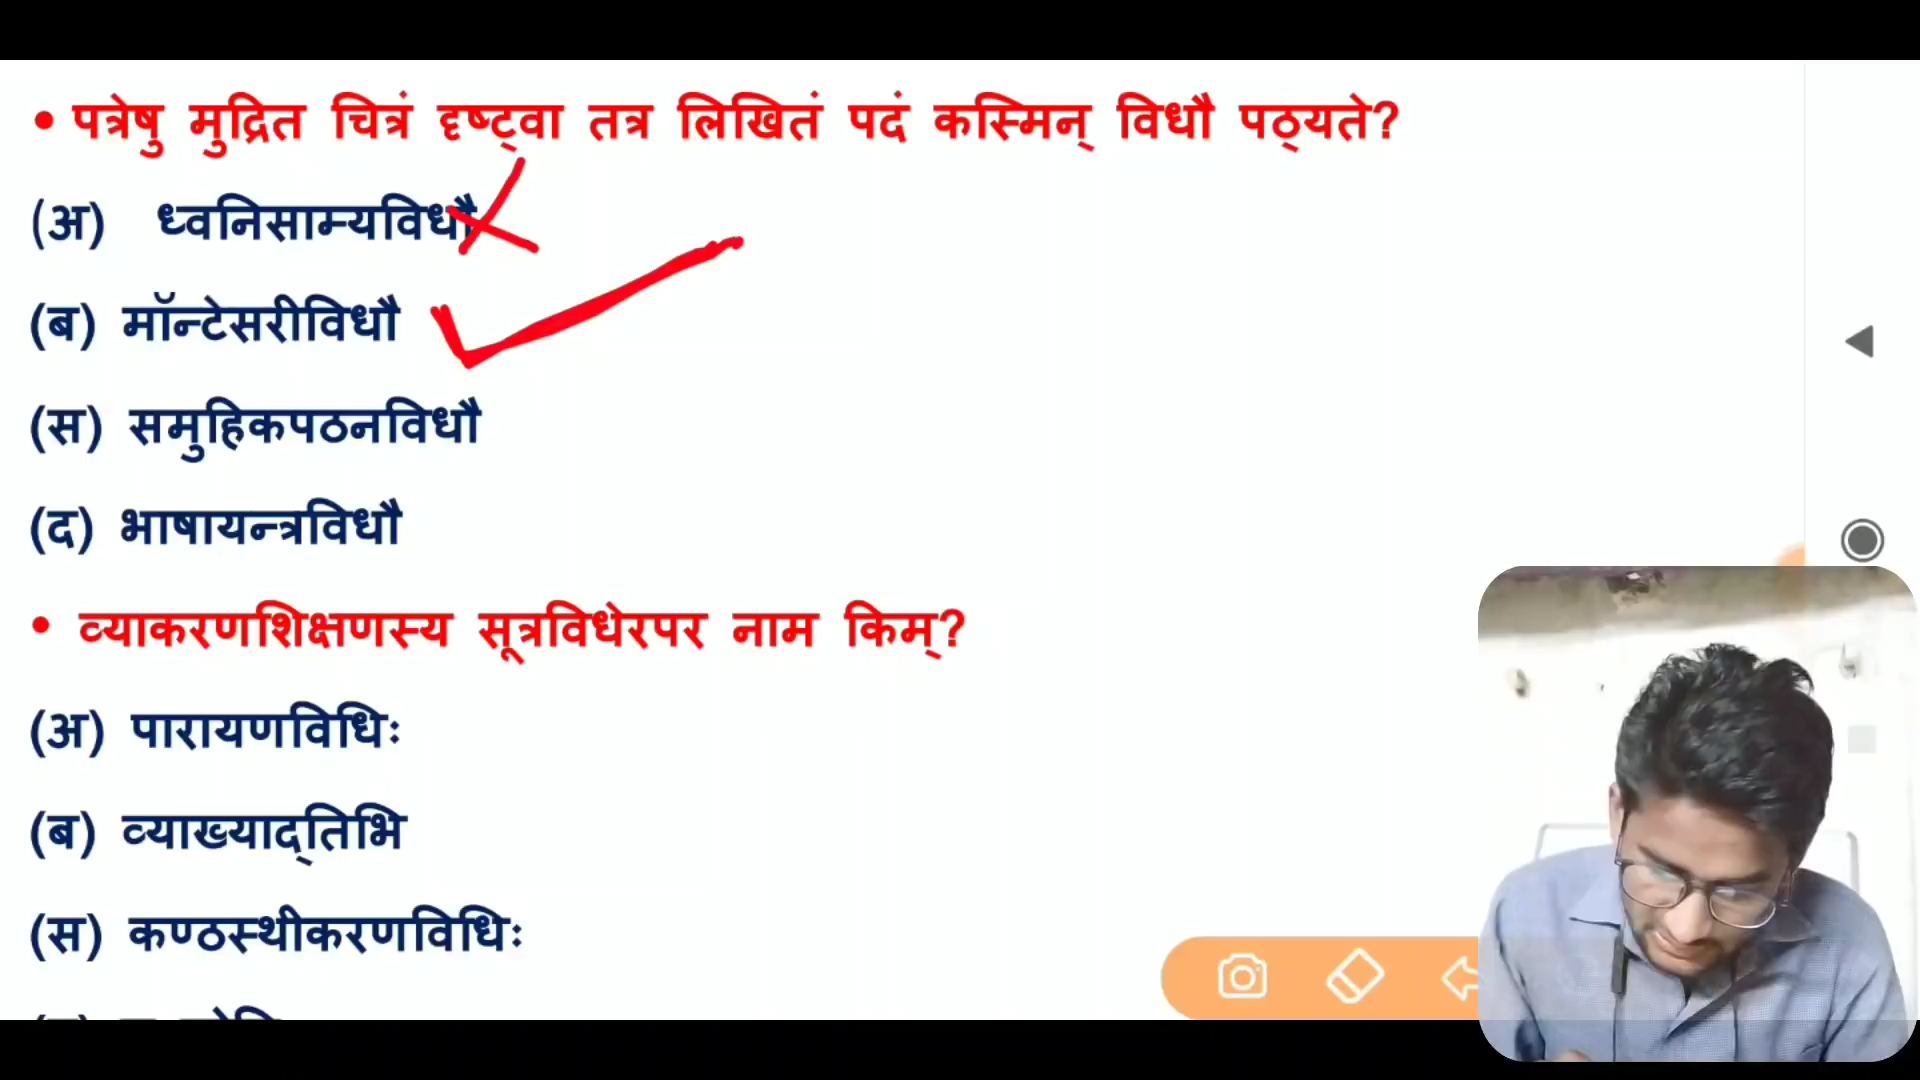 • पत्रेषु मुद्रित चित्रं दृष्ट्वा तत्र लिखितं पदं कस्मिन् विधौ पठ्यते?
(अ) ध्वनिसाम्यविधौ
(ब) मॉन्टेसरीविधौ
(स) समुहिकपठनविधौ
(द) भाषायन्त्रविधौ
• व्याकरणशिक्षणस्य सूत्रविधेरपर नाम किम्?
(अ) पारायणविधिः
(ब) व्याख्याद्तिभि
(स) कण्ठस्थीकरणविधिः